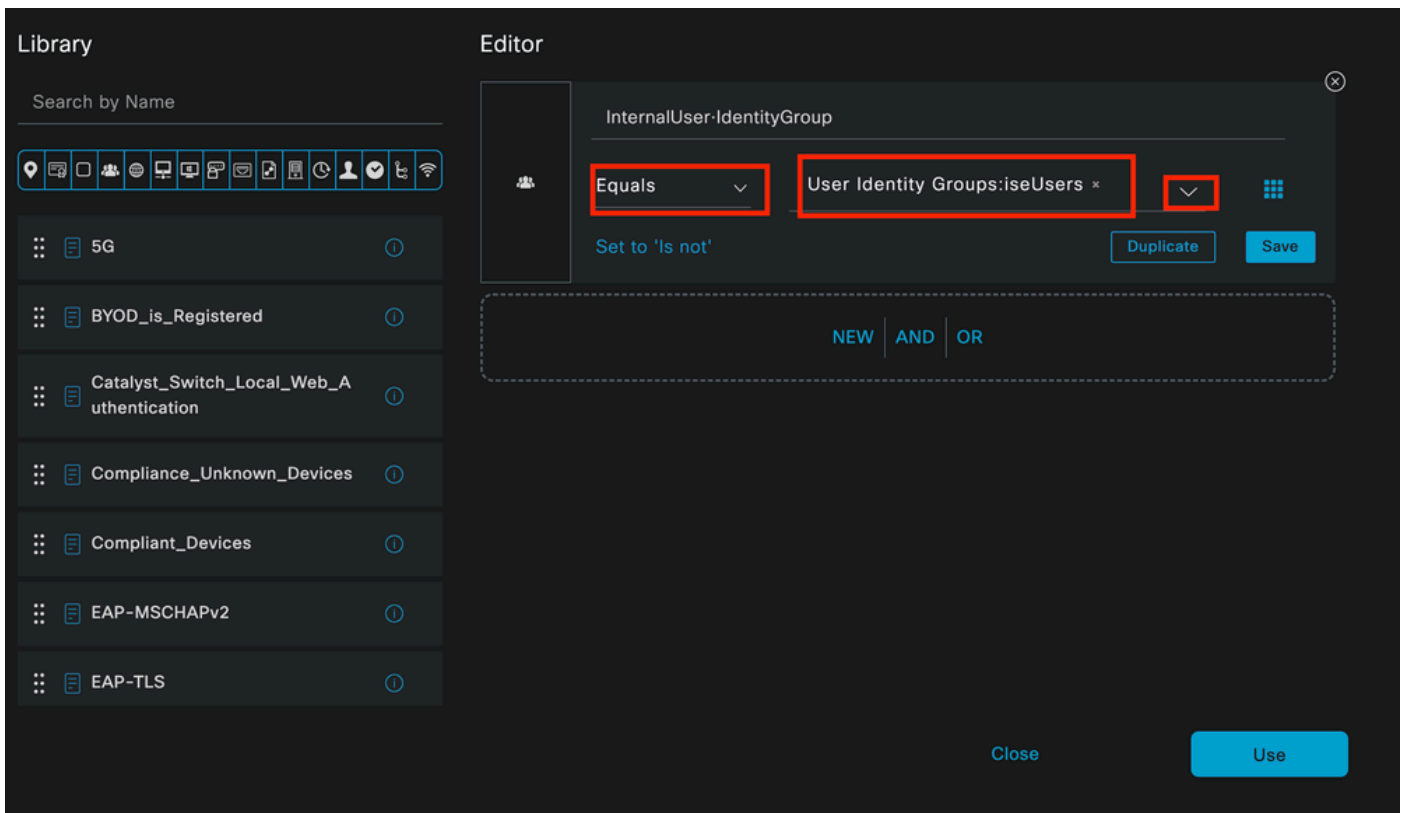 Library
Search by Name
5G
BYOD_is_Registered
Catalyst_Switch_Local_Web_A
uthentication
Compliance_Unknown_Devices
Compliant_Devices
EAP-MSCHAPv2
EAP-TLS
Editor
InternalUser·IdentityGroup
Equals
User Identity Groups:iseUsers ×
Set to 'Is not'
Duplicate
Save
NEW | AND | OR
Close
Use